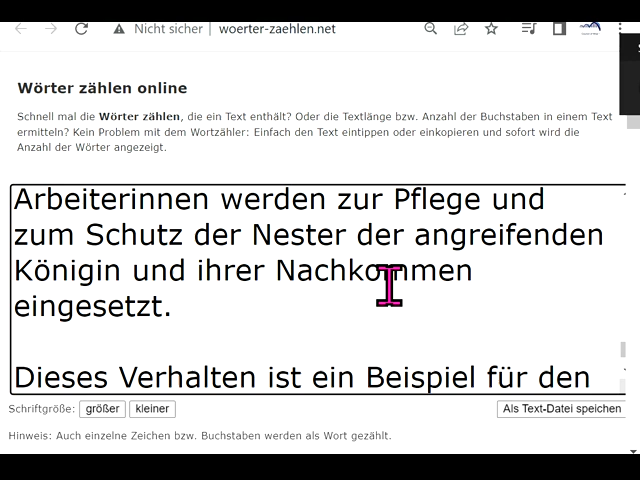 Nicht sicher | woerter-zaehlen.net
Wörter zählen online
Schnell mal die Wörter zählen, die ein Text enthält? Oder die Textlänge bzw. Anzahl der Buchstaben in einem Text
ermitteln? Kein Problem mit dem Wortzähler: Einfach den Text eintippen oder einkopieren und sofort wird die
Anzahl der Wörter angezeigt.
Arbeiterinnen werden zur Pflege und
zum Schutz der Nester der angreifenden
Königin und ihrer Nachkommen
eingesetzt.
Dieses Verhalten ist ein Beispiel für den
Schriftgröße: größer kleiner Als Text-Datei speichen
Hinweis: Auch einzelne Zeichen bzw. Buchstaben werden als Wort gezählt.